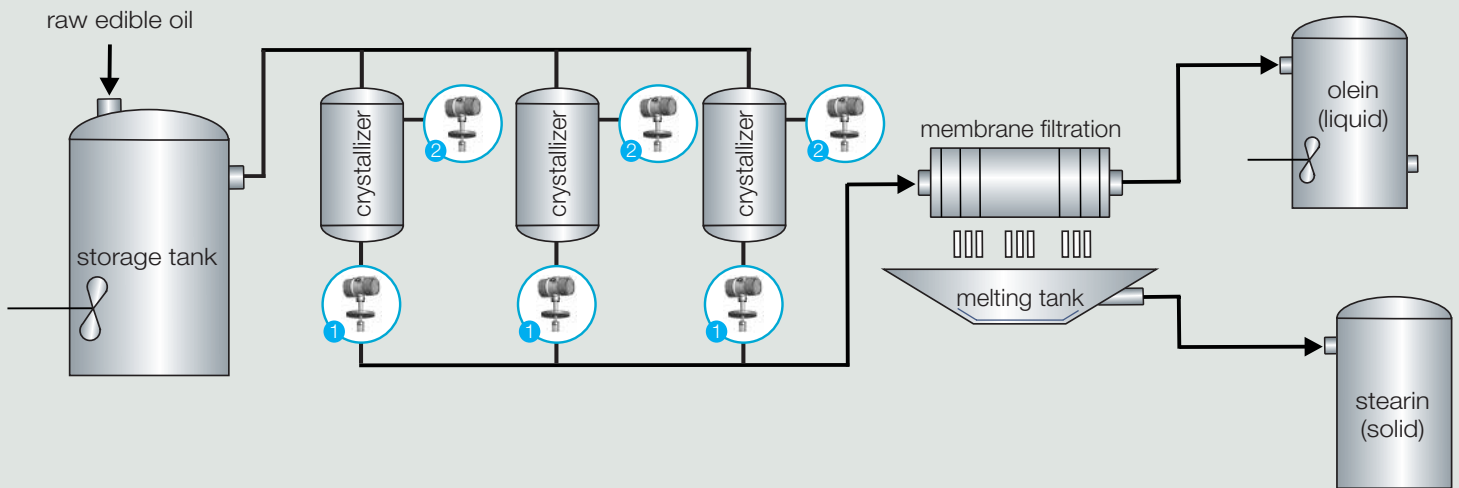 raw edible oil
storage tank
crystallizer
2
crystallizer
2
crystallizer
2
1
1
1
membrane filtration
melting tank
olein
(liquid)
stearin
(solid)